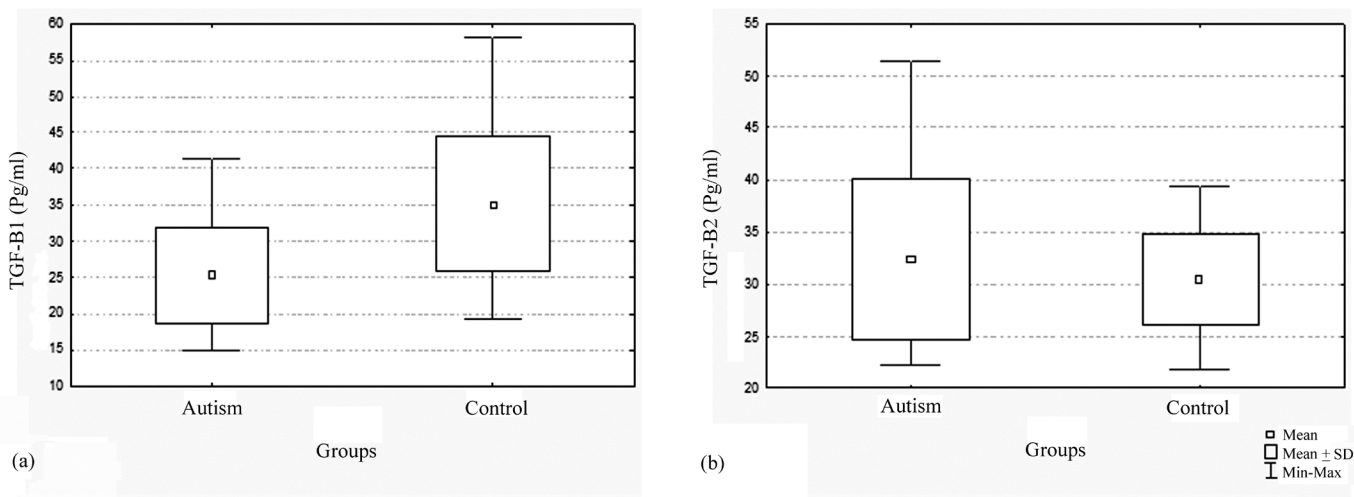 60
55
50
45
40
35
30
25
20
15
10
TGF-B1 (Pg/ml)
Autism
Control
Groups
(a)
55
50
45
40
35
30
25
20
TGF-B2 (Pg/ml)
Autism
Control
Groups
(b)
Mean
Mean ± SD
Min-Max